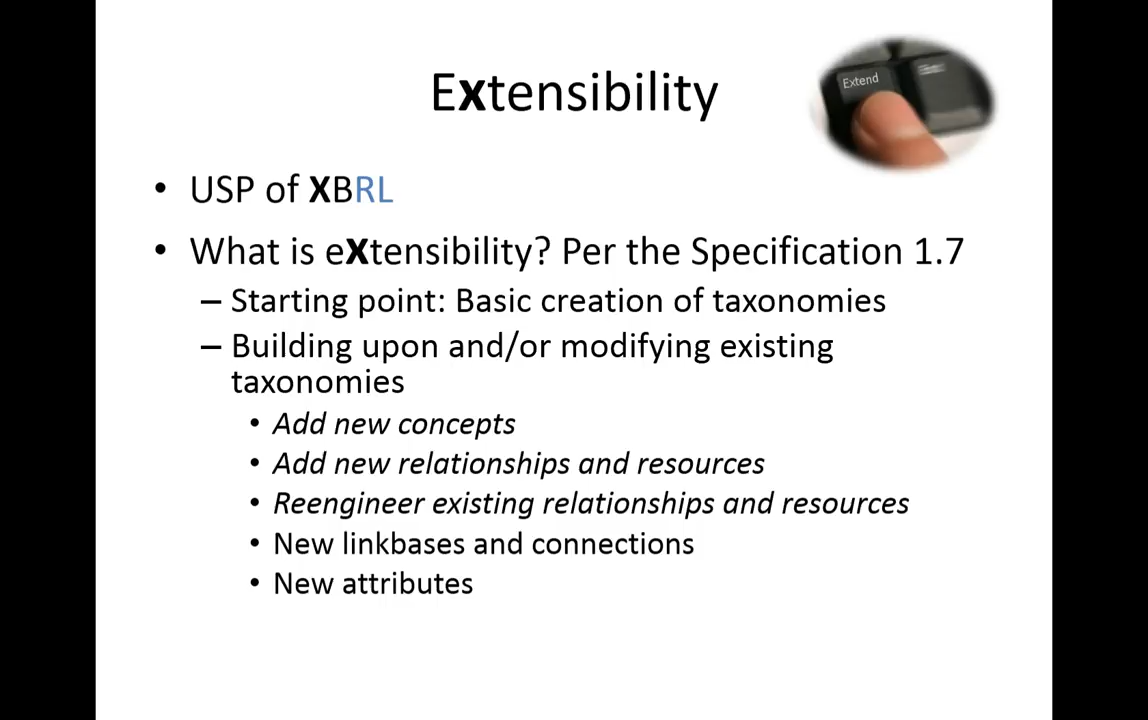 Extensibility
Extend
• USP of XBRL
• What is eXtensibility? Per the Specification 1.7
– Starting point: Basic creation of taxonomies
– Building upon and/or modifying existing
taxonomies
• Add new concepts
• Add new relationships and resources
• Reengineer existing relationships and resources
• New linkbases and connections
• New attributes